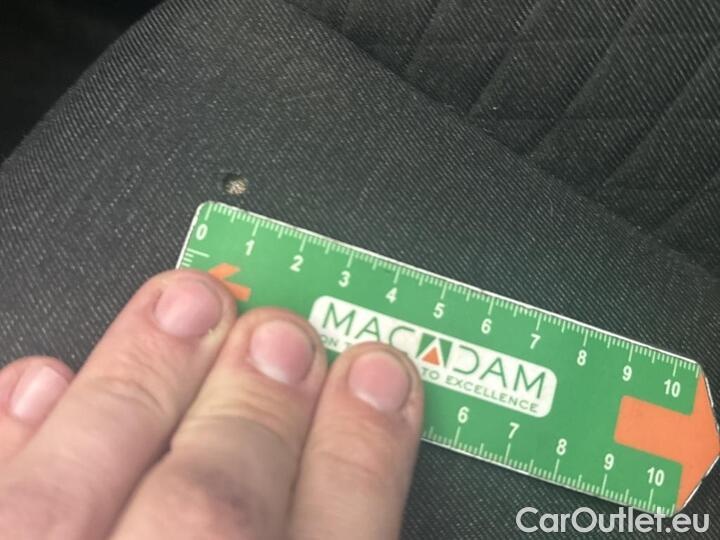 0 1 2 3 4 5 6 7 8 9 10
MACADAM
ON TO EXCELLENCE
6 7 8 9 10
CarOutlet.eu